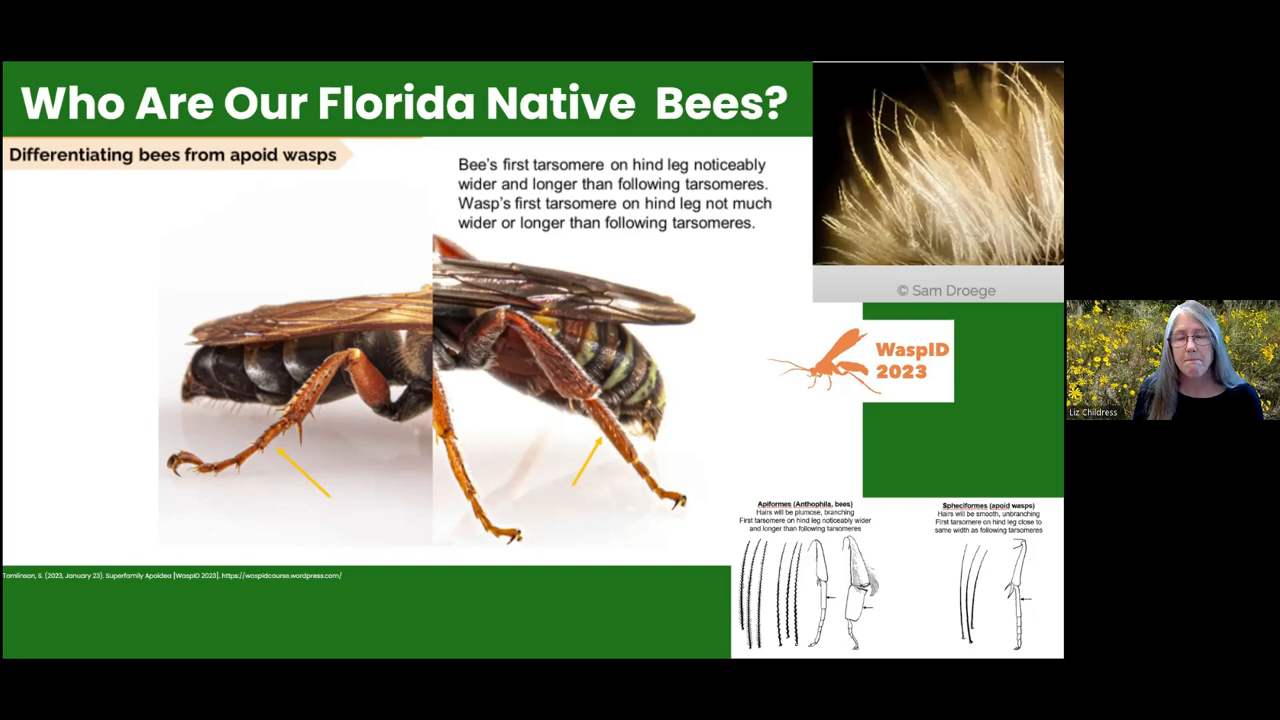 Who Are Our Florida Native Bees?
Differentiating bees from apoid wasps
Bee's first tarsomere on hind leg noticeably
wider and longer than following tarsomeres.
Wasp's first tarsomere on hind leg not much
wider or longer than following tarsomeres.
© Sam Droege
WaspID
2023
Liz Childress
Apiformes (Anthophila, bees)
Hairs will be plumose, branching
First tarsomere on hind leg noticeably wider
and longer than following tarsomeres
Spheciformes (apoid wasps)
Hairs will be smooth, unbranching
First tarsomere on hind leg close to
same width as following tarsomeres
Tomlinson, S. (2023, January 23). Superfamily Apoidea [WaspID 2023], https://waspidcourse.wordpress.com/